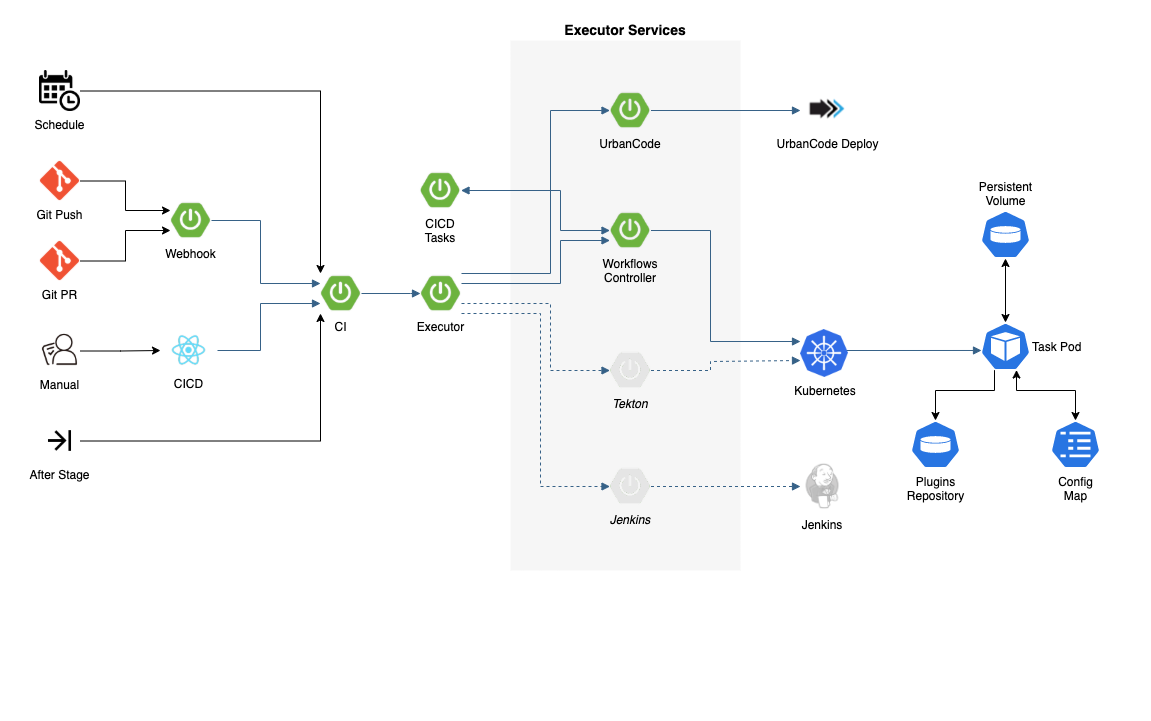 Executor Services
Schedule
UrbanCode
UrbanCode Deploy
Git Push
CICD
Tasks
Persistent
Volume
Webhook
Workflows
Controller
Git PR
CI
Executor
Task Pod
Manual
CICD
Tekton
Kubernetes
After Stage
Plugins
Repository
Config
Map
Jenkins
Jenkins